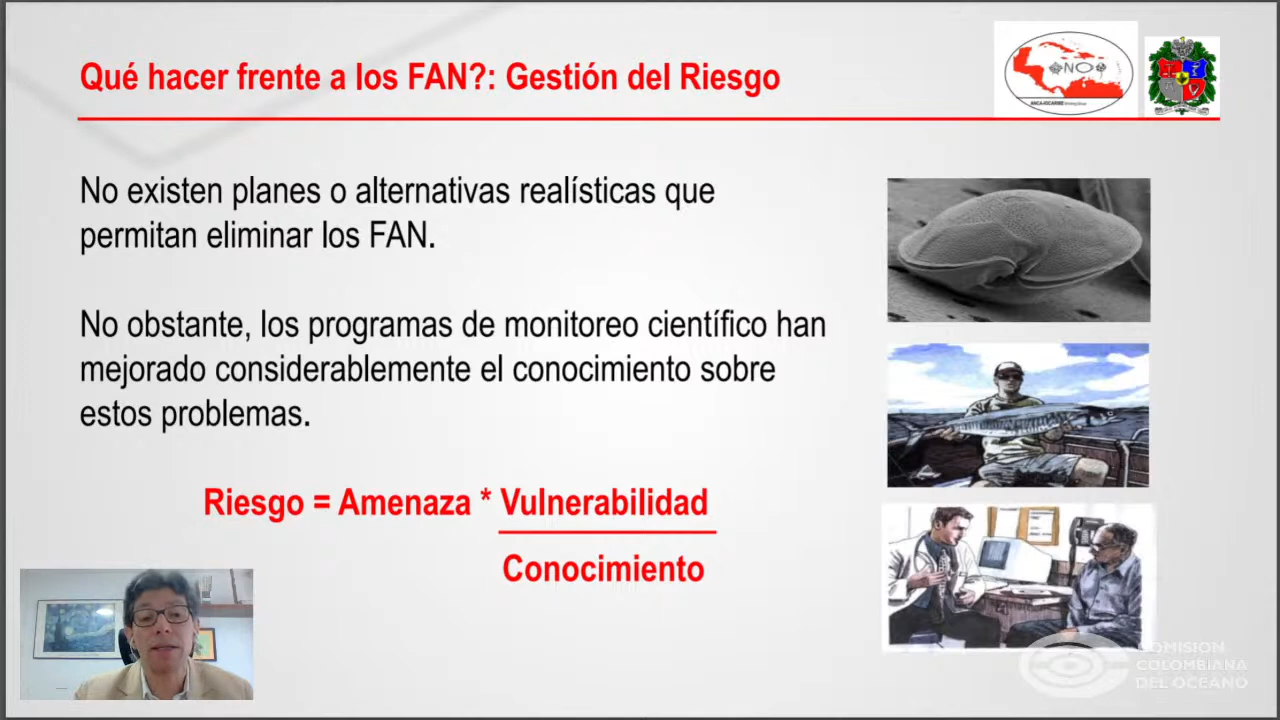 Qué hacer frente a los FAN?: Gestión del Riesgo
ANCA-IOCARIBE
No existen planes o alternativas realísticas que
permitan eliminar los FAN.
No obstante, los programas de monitoreo científico han
mejorado considerablemente el conocimiento sobre
estos problemas.
Riesgo = Amenaza * Vulnerabilidad
Conocimiento
COMISION
COLOMBIANA
DEL OCEANO